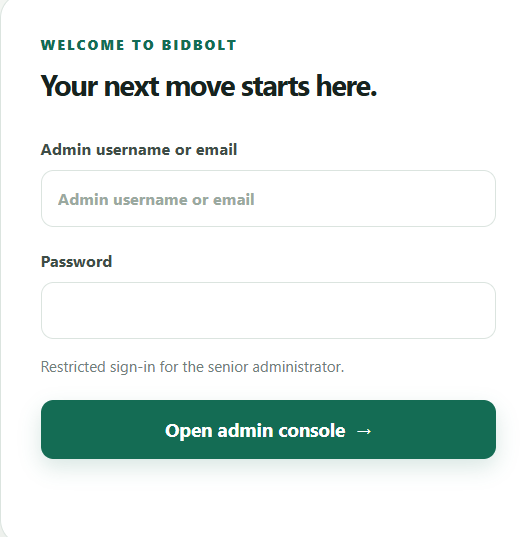 WELCOME TO BIDBOLT
Your next move starts here.
Admin username or email
Admin username or email
Password
Restricted sign-in for the senior administrator.
Open admin console →